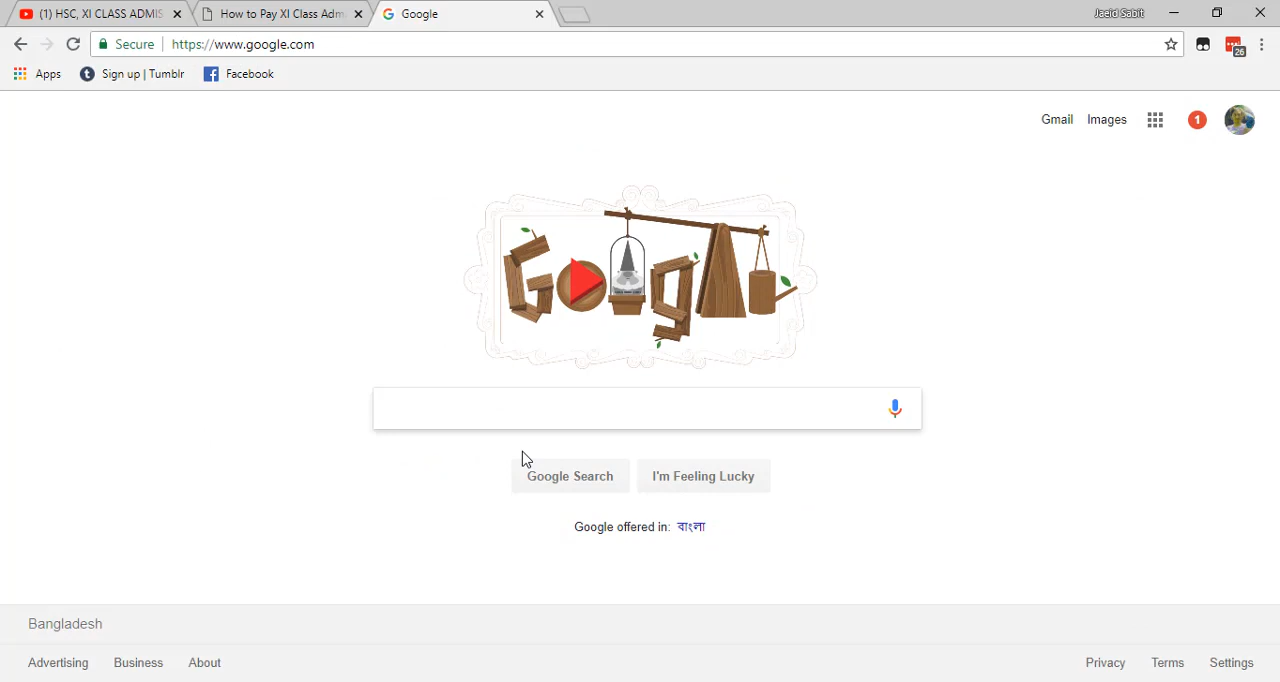 (1) HSC, XI CLASS ADMIS
How to Pay XI Class Adm
Google
Jaeid Sabit
Secure
https://www.google.com
26
Apps
Sign up | Tumblr
Facebook
Gmail
Images
1
Google Search
I'm Feeling Lucky
Google offered in: বাংলা
Bangladesh
Advertising
Business
About
Privacy
Terms
Settings